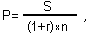 P= S / (1+r)×n ,